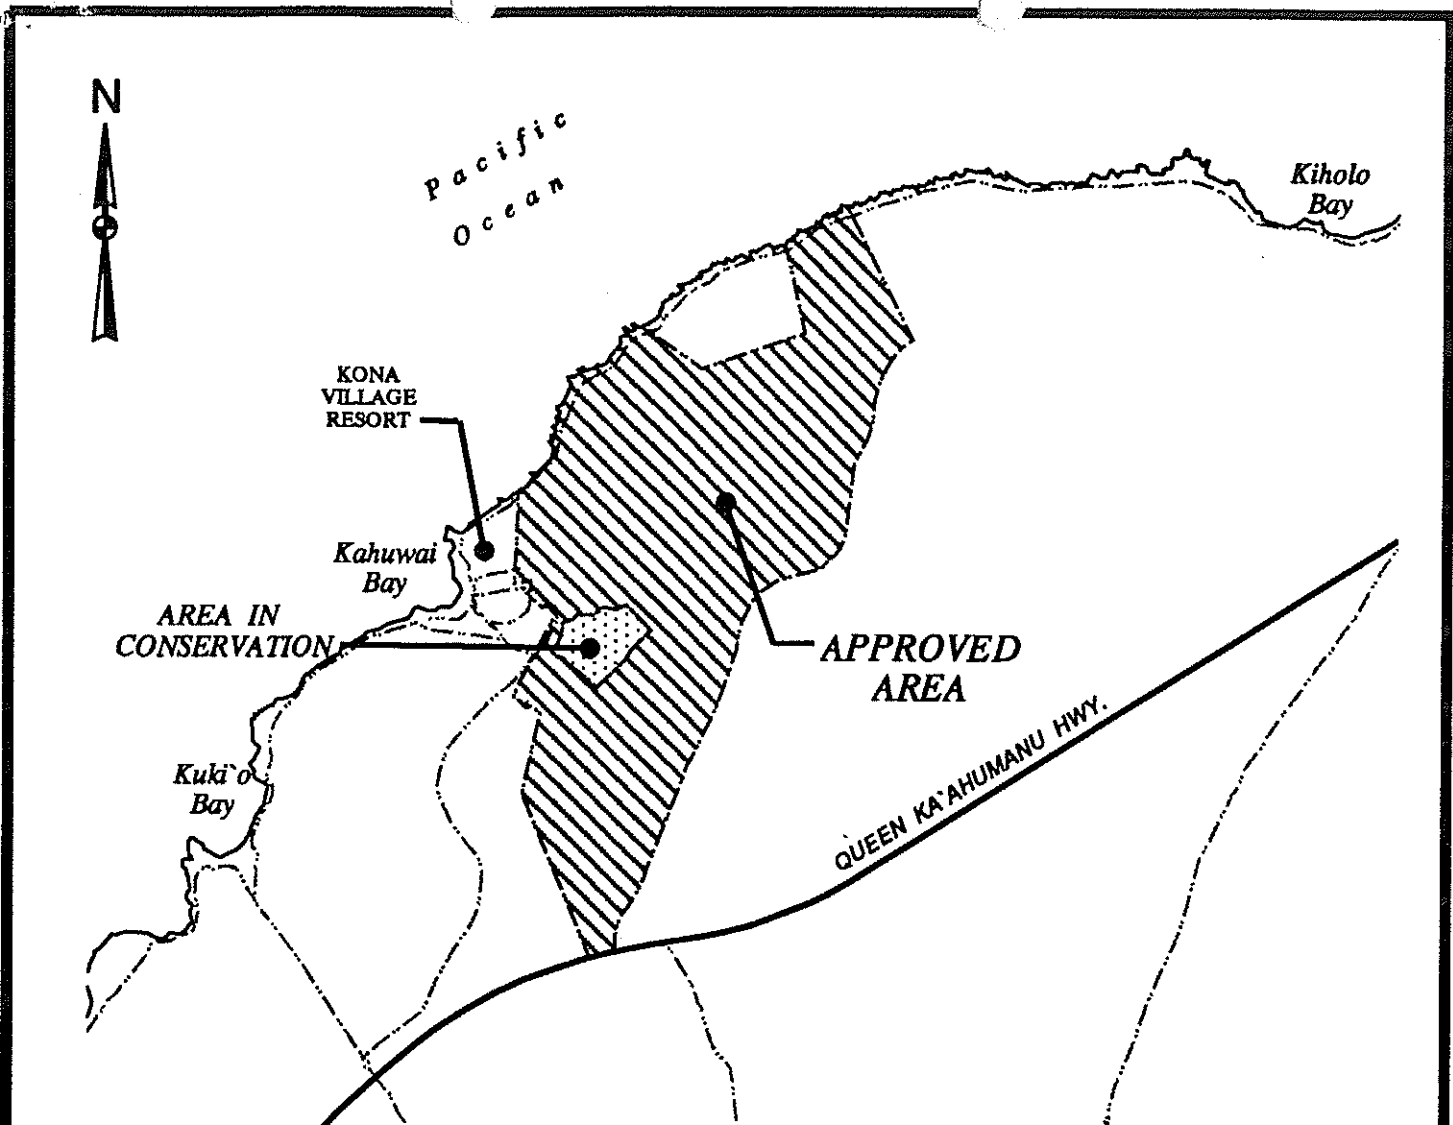 N
Pacific
Ocean
Kiholo
Bay
KONA
VILLAGE
RESORT
Kahuwai
Bay
AREA IN
CONSERVATION
APPROVED
AREA
QUEEN KA`AHUMANU HWY.
Kuki`o
Bay